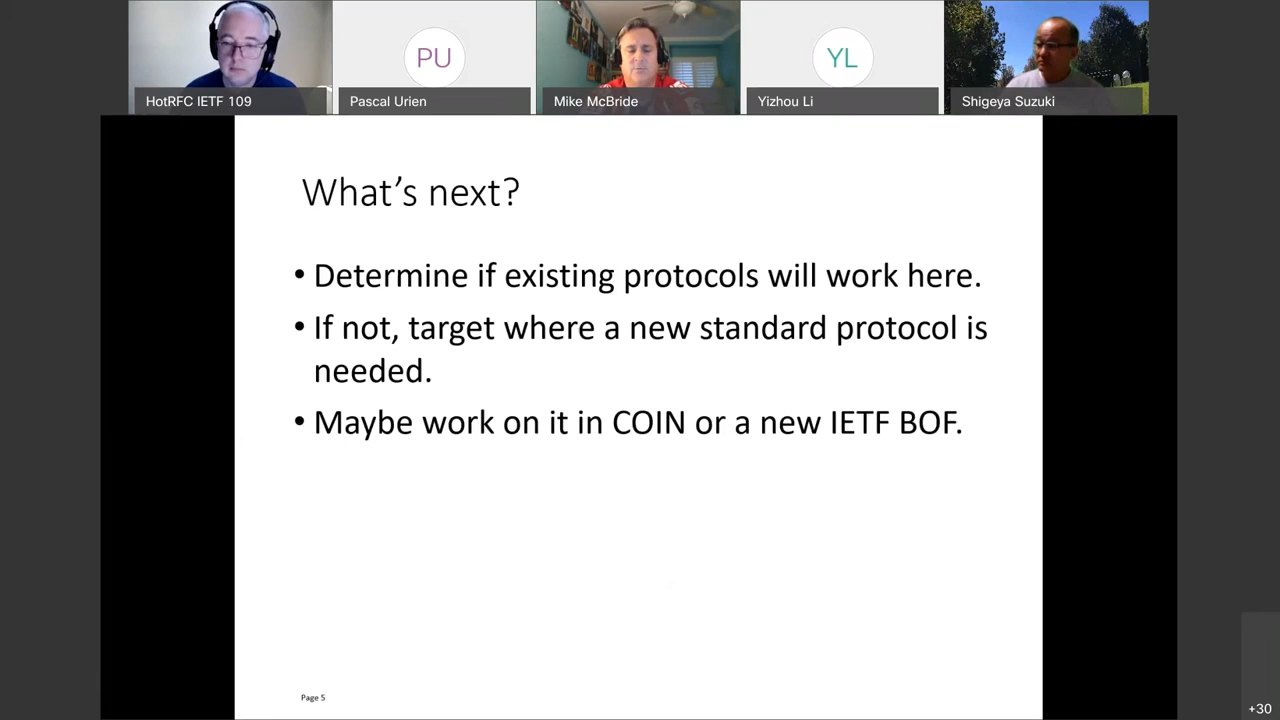 PU
YL
HotRFC IETF 109
Pascal Urien
Mike McBride
Yizhou Li
Shigeya Suzuki
What's next?
• Determine if existing protocols will work here.
• If not, target where a new standard protocol is
needed.
• Maybe work on it in COIN or a new IETF BOF.
Page 5
+30